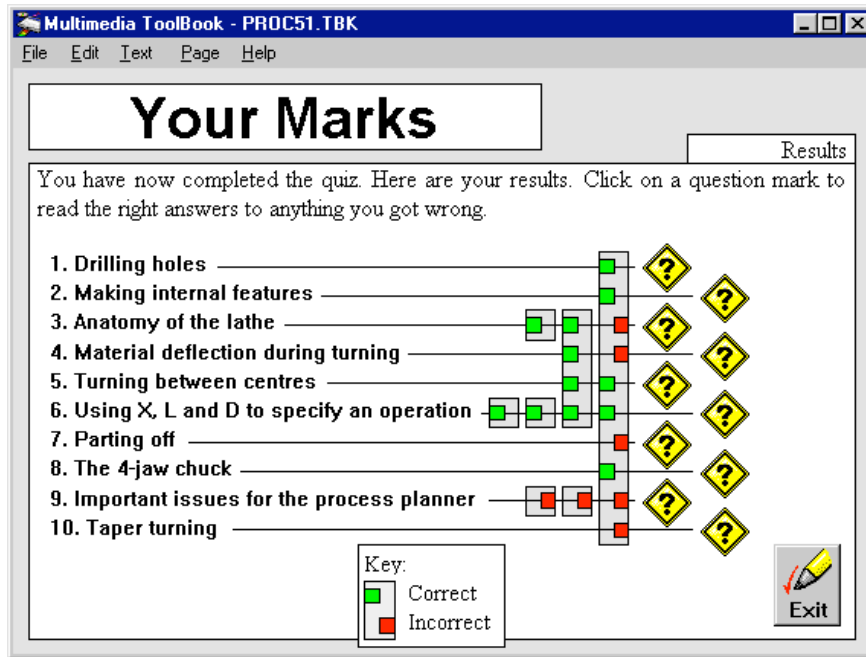 Multimedia ToolBook - PROC51.TBK
File Edit Text Page Help
Your Marks
Results
You have now completed the quiz. Here are your results. Click on a question mark to
read the right answers to anything you got wrong.
1. Drilling holes ?
2. Making internal features ?
3. Anatomy of the lathe ?
4. Material deflection during turning ?
5. Turning between centres ?
6. Using X, L and D to specify an operation ?
7. Parting off ?
8. The 4-jaw chuck ?
9. Important issues for the process planner ?
10. Taper turning ?
Key:
Correct
Incorrect
Exit